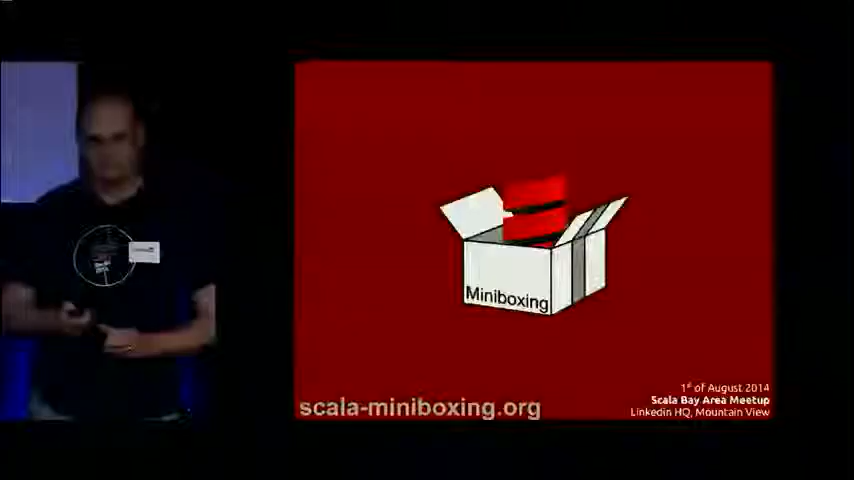 Miniboxing
scala-miniboxing.org
1st of August 2014
Scala Bay Area Meetup
Linkedin HQ, Mountain View